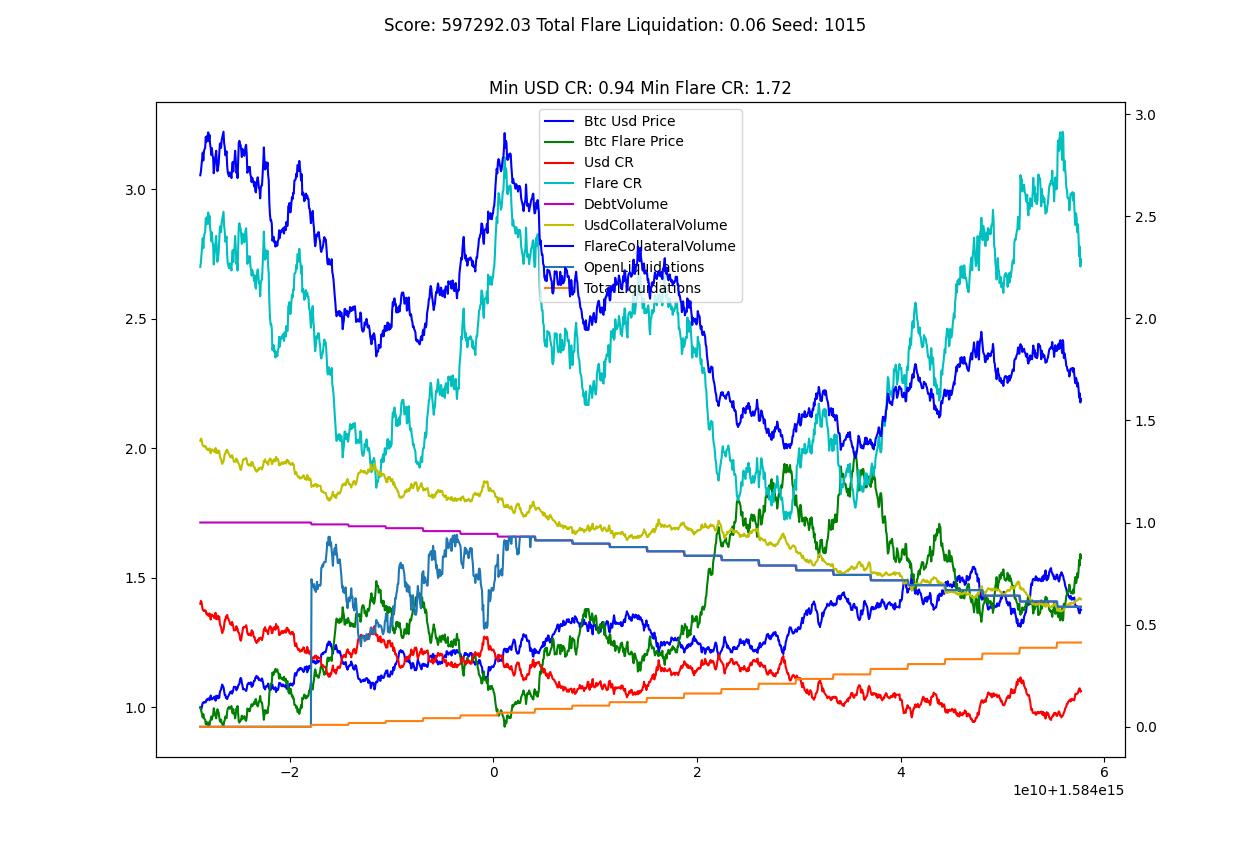 Score: 597292.03 Total Flare Liquidation: 0.06 Seed: 1015
Min USD CR: 0.94 Min Flare CR: 1.72
Btc Usd Price
Btc Flare Price
Usd CR
Flare CR
DebtVolume
UsdCollateralVolume
FlareCollateralVolume
OpenLiquidations
TotalLiquidations
3.0
2.5
2.0
1.5
1.0
3.0
2.5
2.0
1.5
1.0
0.5
0.0
−2
0
2
4
6
1e10+1.584e15